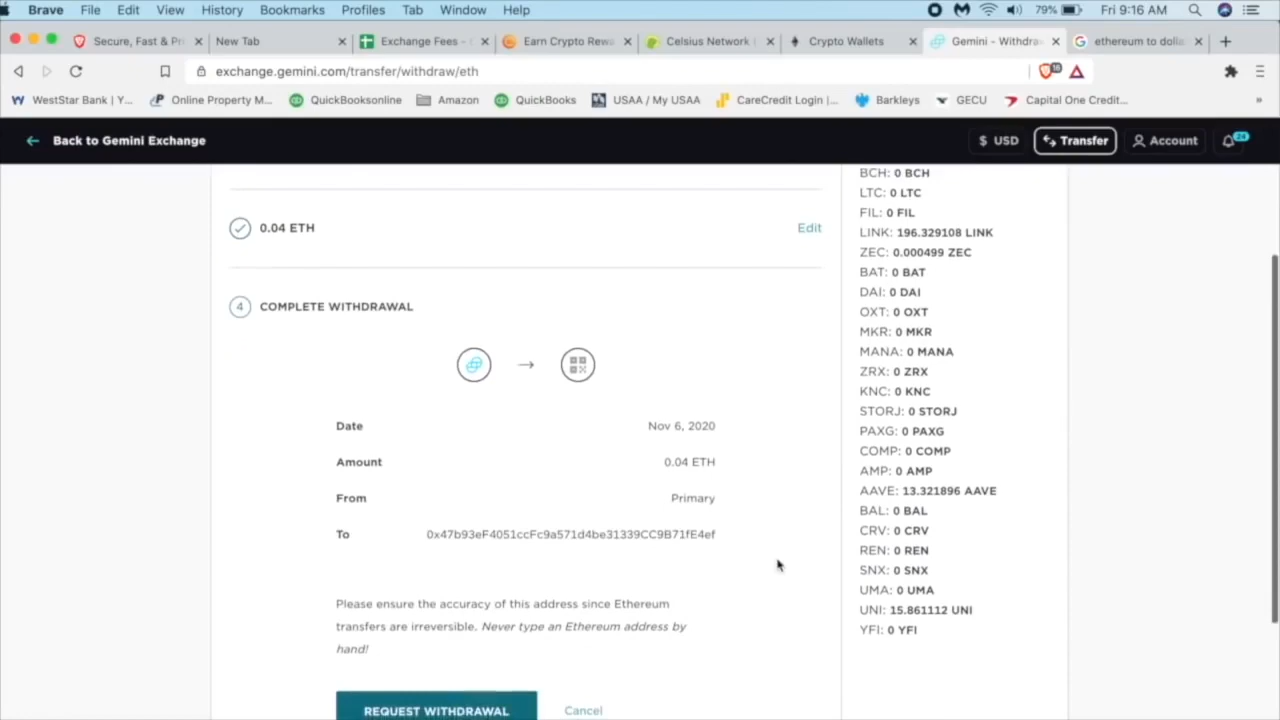 Brave File Edit View History Bookmarks Profiles Tab Window Help 79% Fri 9:16 AM
Secure, Fast & Pri New Tab Exchange Fees - Earn Crypto Rewa Celsius Network Crypto Wallets Gemini - Withdra ethereum to dolla
exchange.gemini.com/transfer/withdraw/eth
WestStar Bank | Y... Online Property M... QuickBooksonline Amazon QuickBooks USAA / My USAA CareCredit Login |... Barkleys GECU Capital One Credit... »
Back to Gemini Exchange $ USD Transfer Account 24
0.04 ETH Edit
4 COMPLETE WITHDRAWAL
Date Nov 6, 2020
Amount 0.04 ETH
From Primary
To 0x47b93eF4051ccFc9a571d4be31339CC9B71fE4ef
Please ensure the accuracy of this address since Ethereum
transfers are irreversible. Never type an Ethereum address by
hand!
REQUEST WITHDRAWAL Cancel
BCH: 0 BCH
LTC: 0 LTC
FIL: 0 FIL
LINK: 196.329108 LINK
ZEC: 0.000499 ZEC
BAT: 0 BAT
DAI: 0 DAI
OXT: 0 OXT
MKR: 0 MKR
MANA: 0 MANA
ZRX: 0 ZRX
KNC: 0 KNC
STORJ: 0 STORJ
PAXG: 0 PAXG
COMP: 0 COMP
AMP: 0 AMP
AAVE: 13.321896 AAVE
BAL: 0 BAL
CRV: 0 CRV
REN: 0 REN
SNX: 0 SNX
UMA: 0 UMA
UNI: 15.861112 UNI
YFI: 0 YFI